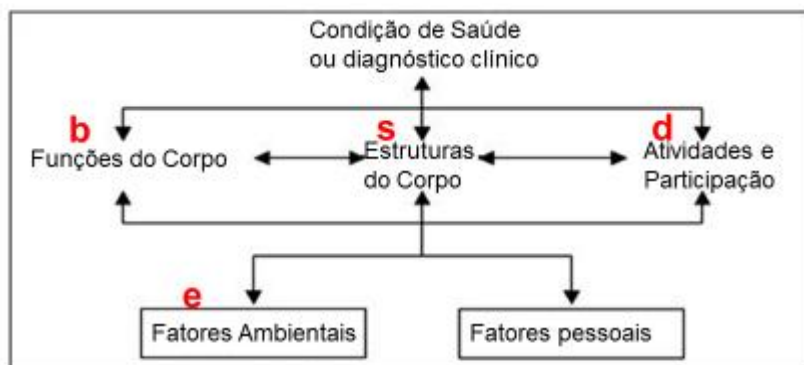 Condição de Saúde
ou diagnóstico clínico
b
Funções do Corpo
s
Estruturas
do Corpo
d
Atividades e
Participação
e
Fatores Ambientais
Fatores pessoais